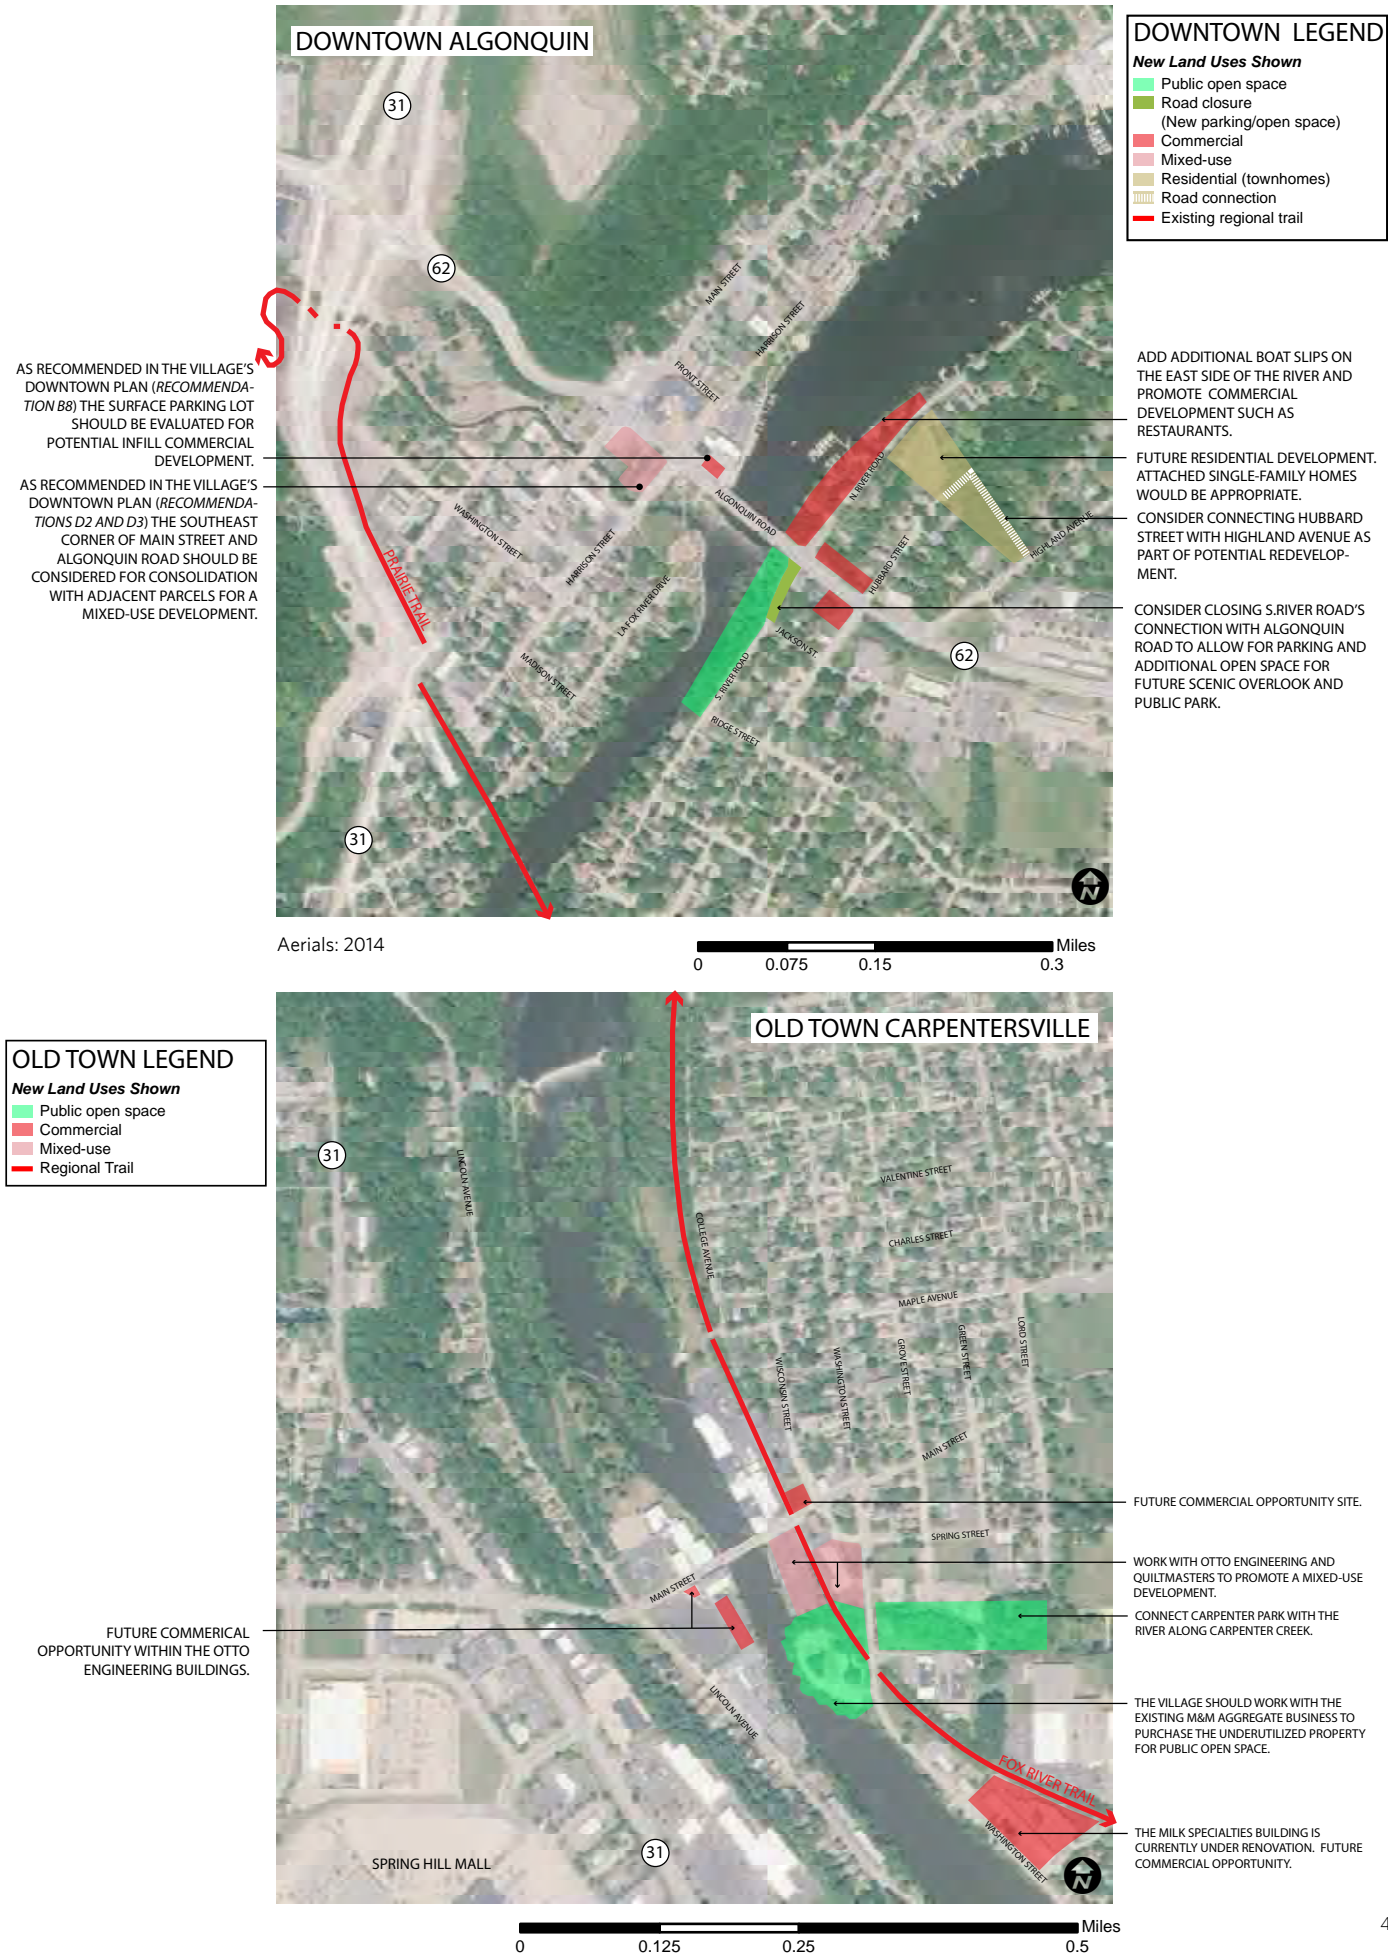 DOWNTOWN ALGONQUIN
DOWNTOWN LEGEND
New Land Uses Shown
Public open space
Road closure
(New parking/open space)
Commercial
Mixed-use
Residential (townhomes)
Road connection
Existing regional trail
31
62
MAIN STREET
HARRISON STREET
FRONT STREET
AS RECOMMENDED IN THE VILLAGE'S
DOWNTOWN PLAN (RECOMMENDA-
TION B8) THE SURFACE PARKING LOT
SHOULD BE EVALUATED FOR
POTENTIAL INFILL COMMERCIAL
DEVELOPMENT.
AS RECOMMENDED IN THE VILLAGE'S
DOWNTOWN PLAN (RECOMMENDA-
TIONS D2 AND D3) THE SOUTHEAST
CORNER OF MAIN STREET AND
ALGONQUIN ROAD SHOULD BE
CONSIDERED FOR CONSOLIDATION
WITH ADJACENT PARCELS FOR A
MIXED-USE DEVELOPMENT.
ADD ADDITIONAL BOAT SLIPS ON
THE EAST SIDE OF THE RIVER AND
PROMOTE COMMERCIAL
DEVELOPMENT SUCH AS
RESTAURANTS.
FUTURE RESIDENTIAL DEVELOPMENT.
ATTACHED SINGLE-FAMILY HOMES
WOULD BE APPROPRIATE.
CONSIDER CONNECTING HUBBARD
STREET WITH HIGHLAND AVENUE AS
PART OF POTENTIAL REDEVELOP-
MENT.
CONSIDER CLOSING S.RIVER ROAD'S
CONNECTION WITH ALGONQUIN
ROAD TO ALLOW FOR PARKING AND
ADDITIONAL OPEN SPACE FOR
FUTURE SCENIC OVERLOOK AND
PUBLIC PARK.
N. RIVER ROAD
ALGONQUIN ROAD
WASHINGTON STREET
HARRISON STREET
HUBBARD STREET
HIGHLAND AVENUE
PRAIRIE TRAIL
LA FOX RIVER DRIVE
JACKSON ST.
62
MADISON STREET
S. RIVER ROAD
RIDGE STREET
31
N
Aerials: 2014
Miles
0 0.075 0.15 0.3
OLD TOWN CARPENTERSVILLE
OLD TOWN LEGEND
New Land Uses Shown
Public open space
Commercial
Mixed-use
Regional Trail
31
LINCOLN AVENUE
VALENTINE STREET
COLLEGE AVENUE
CHARLES STREET
MAPLE AVENUE
LORD STREET
GREEN STREET
GROVE STREET
WASHINGTON STREET
WISCONSIN STREET
MAIN STREET
FUTURE COMMERCIAL OPPORTUNITY SITE.
SPRING STREET
WORK WITH OTTO ENGINEERING AND
QUILTMASTERS TO PROMOTE A MIXED-USE
DEVELOPMENT.
MAIN STREET
CONNECT CARPENTER PARK WITH THE
RIVER ALONG CARPENTER CREEK.
FUTURE COMMERICAL
OPPORTUNITY WITHIN THE OTTO
ENGINEERING BUILDINGS.
LINCOLN AVENUE
THE VILLAGE SHOULD WORK WITH THE
EXISTING M&M AGGREGATE BUSINESS TO
PURCHASE THE UNDERUTILIZED PROPERTY
FOR PUBLIC OPEN SPACE.
FOX RIVER TRAIL
WASHINGTON STREET
THE MILK SPECIALTIES BUILDING IS
CURRENTLY UNDER RENOVATION. FUTURE
COMMERCIAL OPPORTUNITY.
31
SPRING HILL MALL
N
Miles
0 0.125 0.25 0.5
4